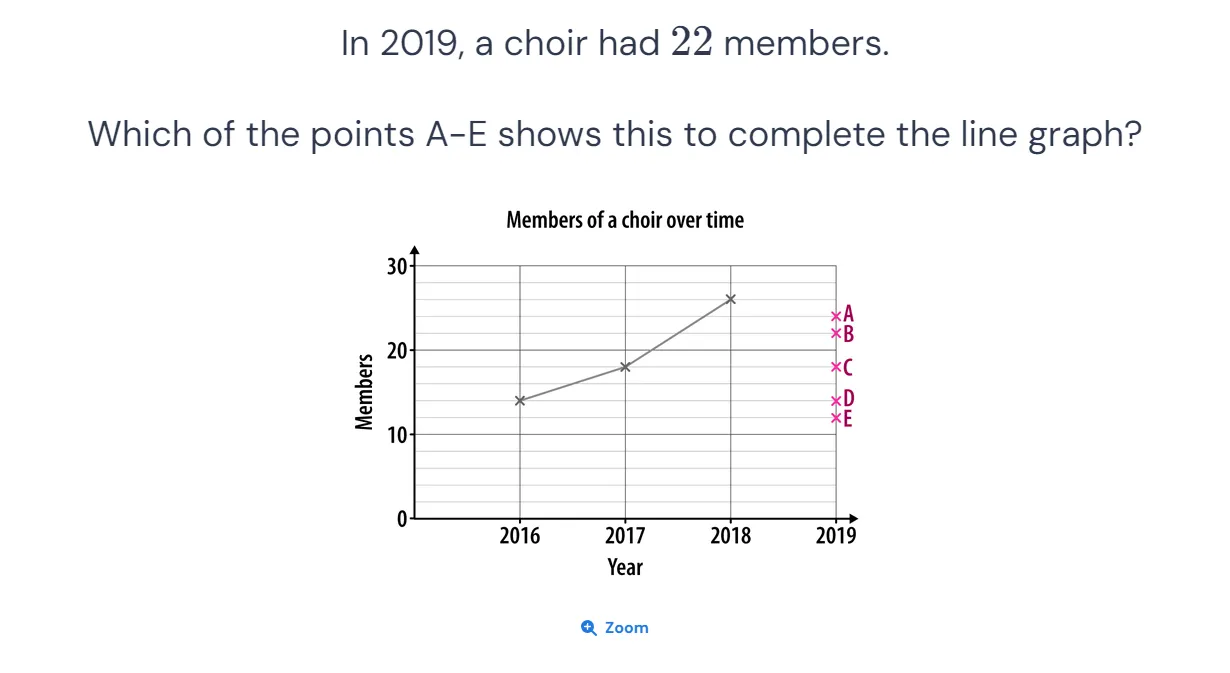 In 2019, a choir had 22 members.
Which of the points A-E shows this to complete the line graph?
Members of a choir over time
30
20
10
0
Members
A
B
C
D
E
2016 2017 2018 2019
Year
Zoom